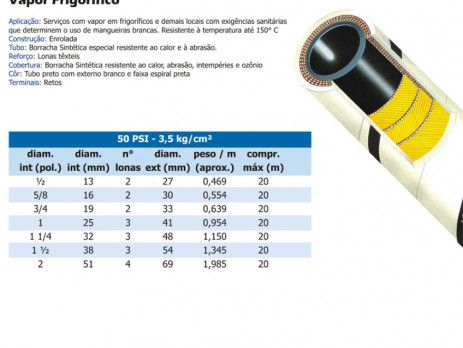 Vapor Frigorífico
Aplicação: Serviços com vapor em frigoríficos e demais locais com exigências sanitárias
que determinem o uso de mangueiras brancas. Resistente à temperatura até 150° C
Construção: Enrolada
Tubo: Borracha Sintética especial resistente ao calor e à abrasão.
Reforço: Lonas têxteis
Cobertura: Borracha Sintética resistente ao calor, abrasão, intempéries e ozônio
Côr: Tubo preto com externo branco e faixa espiral preta
Terminais: Retos
50 PSI - 3,5 kg/cm²
diam. diam. n° diam. peso / m compr.
int (pol.) int (mm) lonas ext (mm) (aprox.) máx (m)
½ 13 2 27 0,469 20
5/8 16 2 30 0,554 20
3/4 19 2 33 0,639 20
1 25 3 41 0,954 20
1 1/4 32 3 48 1,150 20
1 ½ 38 3 54 1,345 20
2 51 4 69 1,985 20